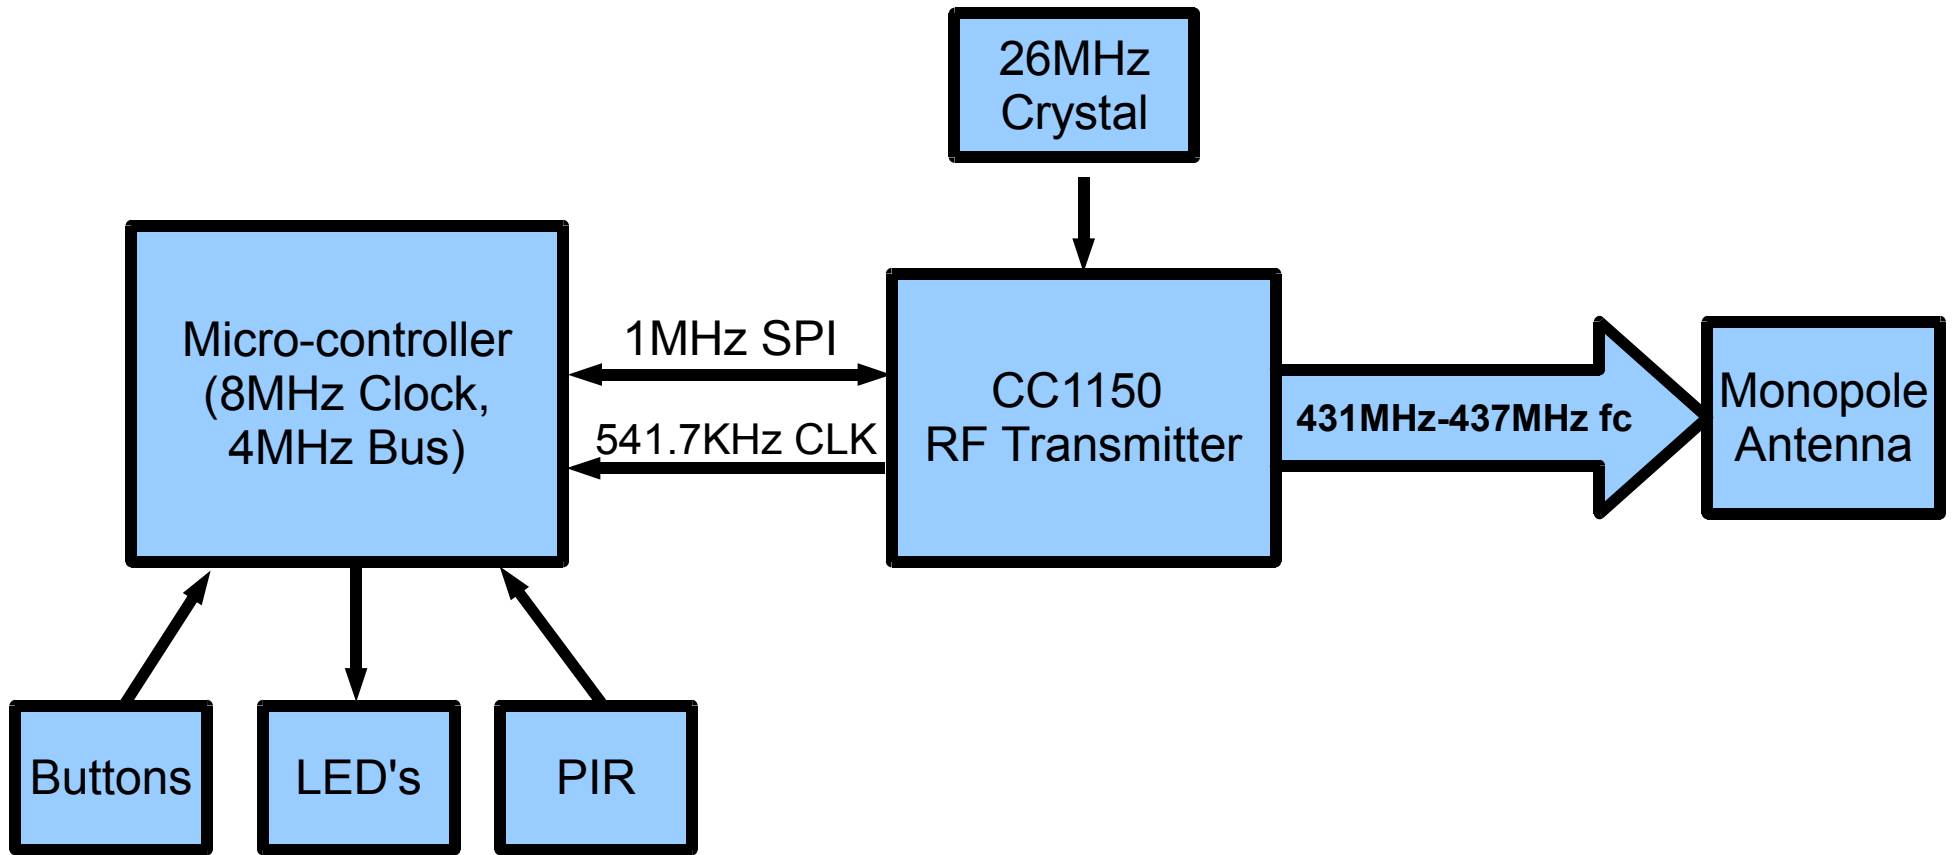 26MHz
Crystal
Micro-controller
(8MHz Clock,
4MHz Bus)
1MHz SPI
541.7KHz CLK
CC1150
RF Transmitter
431MHz-437MHz fc
Monopole
Antenna
Buttons
LED's
PIR